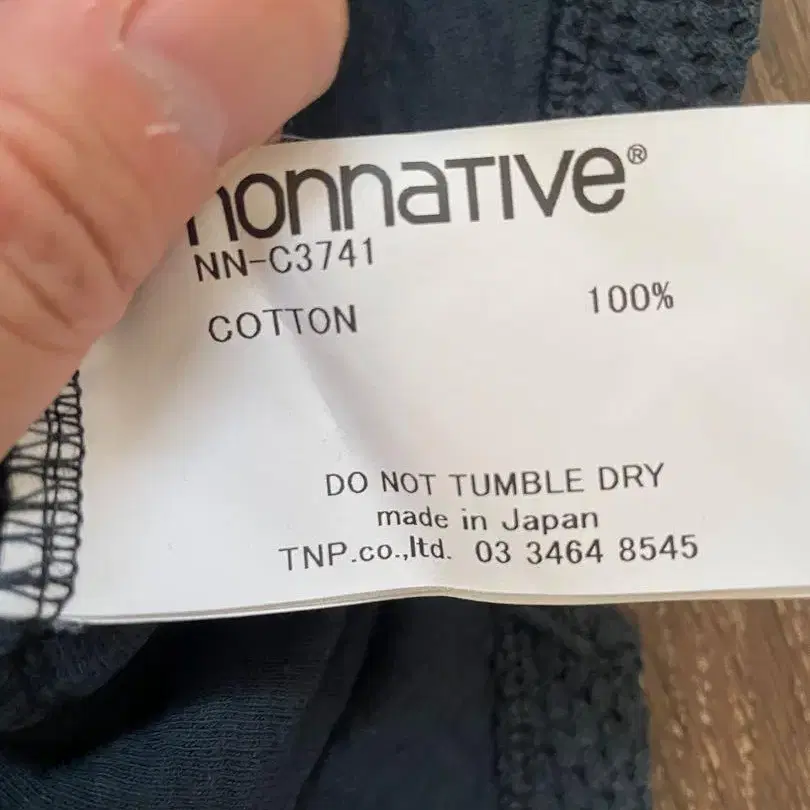 nonnative®
NN-C3741
COTTON 100%
DO NOT TUMBLE DRY
made in Japan
TNP.co.,ltd. 03 3464 8545